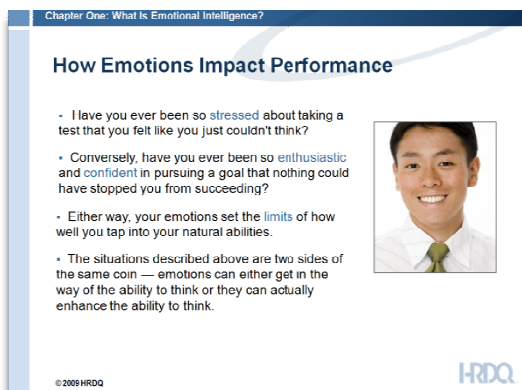 Chapter One: What Is Emotional Intelligence?
How Emotions Impact Performance
- Have you ever been so stressed about taking a
test that you felt like you just couldn't think?
- Conversely, have you ever been so enthusiastic
and confident in pursuing a goal that nothing could
have stopped you from succeeding?
- Either way, your emotions set the limits of how
well you tap into your natural abilities.
- The situations described above are two sides of
the same coin — emotions can either get in the
way of the ability to think or they can actually
enhance the ability to think.
© 2009 HRDQ
HRDQ